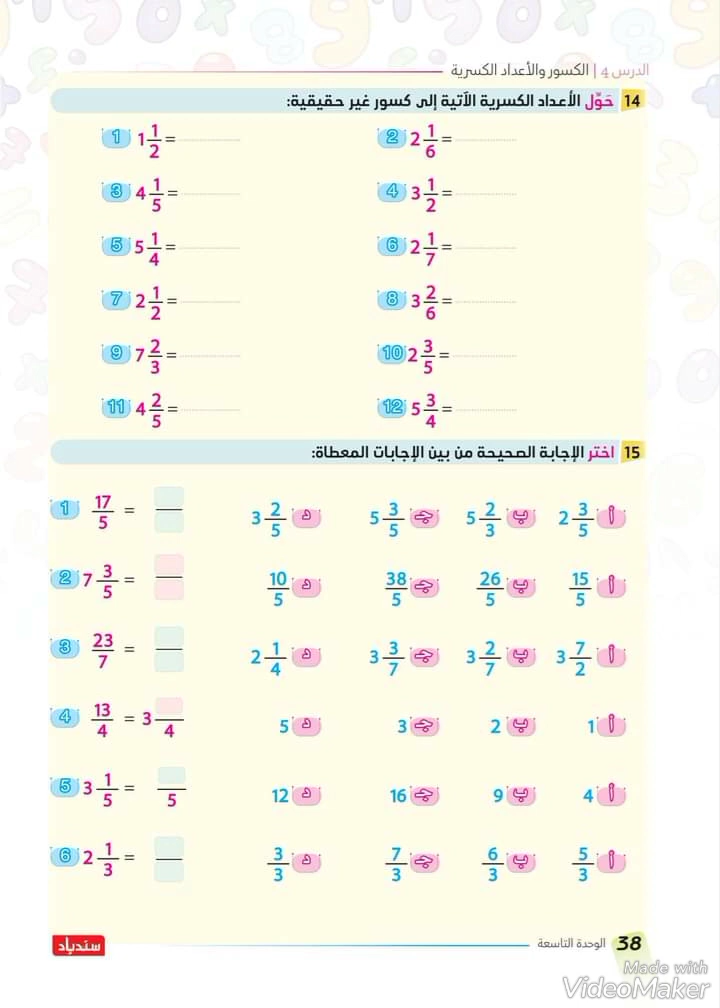 الدرس 4 | الكسور والأعداد الكسرية
14 حَوِّل الأعداد الكسرية الآتية إلى كسور غير حقيقية:
1 1 1/2 = ........ 2 2 1/6 = ........
3 4 1/5 = ........ 4 3 1/2 = ........
5 5 1/4 = ........ 6 2 1/7 = ........
7 2 1/2 = ........ 8 3 2/6 = ........
9 7 2/3 = ........ 10 2 3/5 = ........
11 4 2/5 = ........ 12 5 3/4 = ........
15 اختر الإجابة الصحيحة من بين الإجابات المعطاة:
1 17/5 = — أ 2 3/5 ب 5 2/3 جـ 5 3/5 د 3 2/5
2 7 3/5 = — أ 15/5 ب 26/5 جـ 38/5 د 10/5
3 23/7 = — أ 3 7/2 ب 3 2/7 جـ 3 3/7 د 2 1/4
4 13/4 = 3 —/4 أ 1 ب 2 جـ 3 د 5
5 3 1/5 = —/5 أ 4 ب 9 جـ 16 د 12
6 2 1/3 = — أ 5/3 ب 6/3 جـ 7/3 د 3/3
38 الوحدة التاسعة
سندباد
Made with
VideoMaker